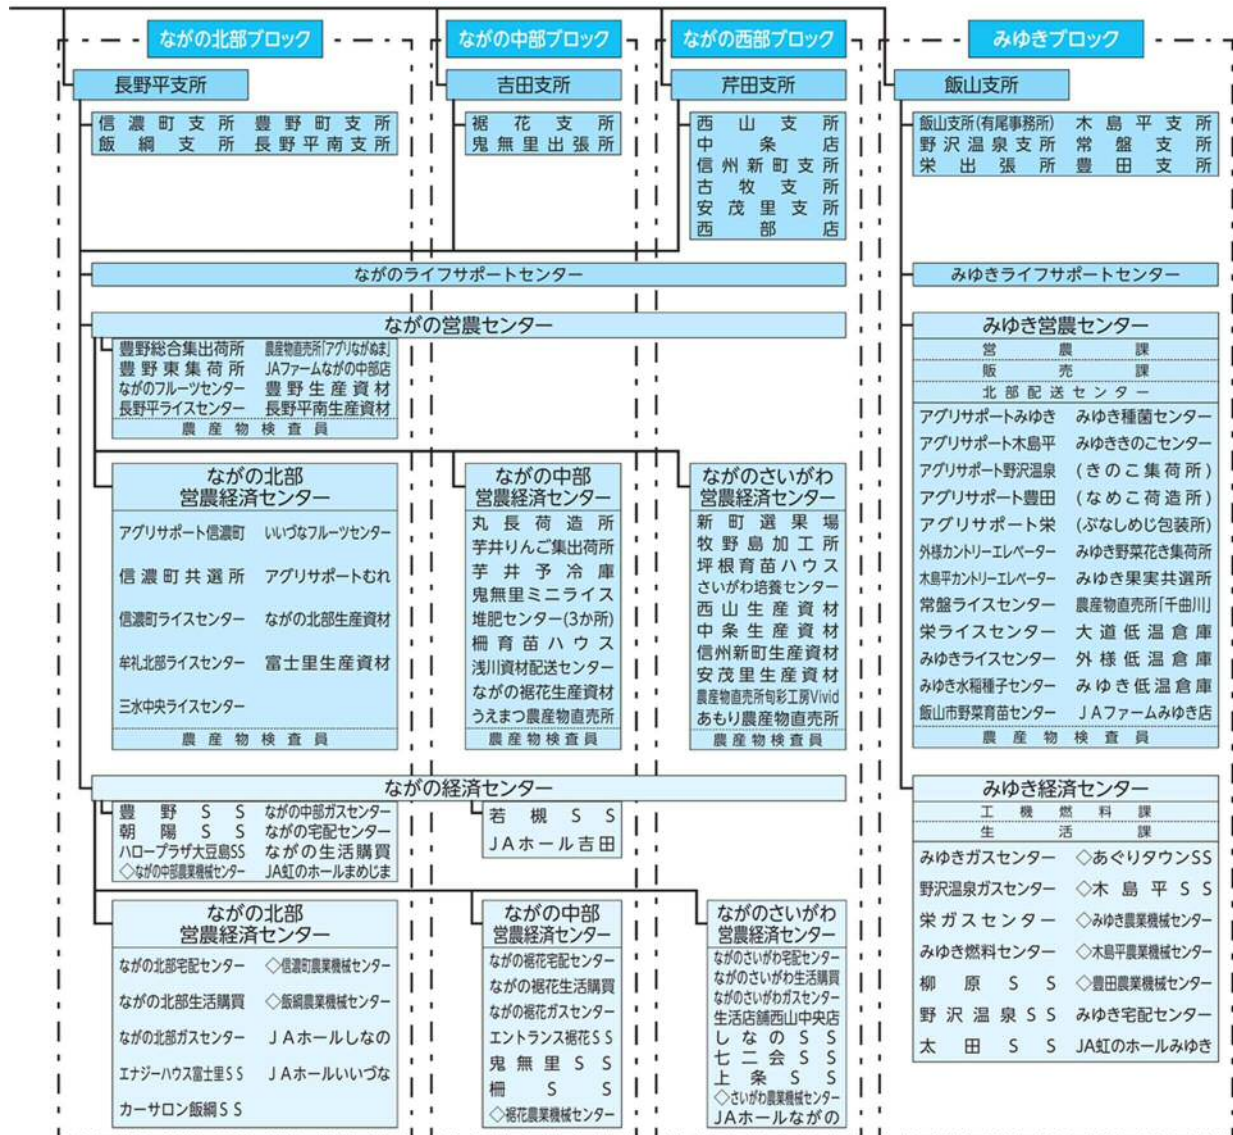 ながの北部ブロック
ながの中部ブロック
ながの西部ブロック
みゆきブロック
長野平支所
吉田支所
芹田支所
飯山支所
信濃町支所 豊野町支所
飯綱支所 長野平南支所
裾花支所
鬼無里出張所
西山支所
中条店
信州新町支所
古牧支所
安茂里支所
西部店
飯山支所(有尾事務所) 木島平支所
野沢温泉支所 常盤支所
栄出張所 豊田支所
ながのライフサポートセンター
みゆきライフサポートセンター
ながの営農センター
豊野総合集出荷所 農産物直売所「アグリながぬま」
豊野東集荷所 JAファームながの中部店
ながのフルーツセンター 豊野生産資材
長野平ライスセンター 長野平南生産資材
農産物検査員
ながの北部
営農経済センター
アグリサポート信濃町 いいづなフルーツセンター
信濃町共選所 アグリサポートむれ
信濃町ライスセンター ながの北部生産資材
牟礼北部ライスセンター 富士里生産資材
三水中央ライスセンター
農産物検査員
ながの中部
営農経済センター
丸長荷造所
芋井りんご集出荷所
芋井予冷庫
鬼無里ミニライス
堆肥センター(3か所)
柵育苗ハウス
浅川資材配送センター
ながの裾花生産資材
うえまつ農産物直売所
農産物検査員
ながのさいがわ
営農経済センター
新町選果場
牧野島加工所
坪根育苗ハウス
さいがわ培養センター
西山生産資材
中条生産資材
信州新町生産資材
安茂里生産資材
農産物直売所旬彩工房Vivid
あもり農産物直売所
農産物検査員
みゆき営農センター
営農課
販売課
北部配送センター
アグリサポートみゆき みゆき種菌センター
アグリサポート木島平 みゆききのこセンター
アグリサポート野沢温泉 (きのこ集荷所)
アグリサポート豊田 (なめこ荷造所)
アグリサポート栄 (ぶなしめじ包装所)
外様カントリーエレベーター みゆき野菜花き集荷所
木島平カントリーエレベーター みゆき果実共選所
常盤ライスセンター 農産物直売所「千曲川」
栄ライスセンター 大道低温倉庫
みゆきライスセンター 外様低温倉庫
みゆき水稲種子センター みゆき低温倉庫
飯山市野菜育苗センター JAファームみゆき店
農産物検査員
ながの経済センター
豊野SS ながの中部ガスセンター
朝陽SS ながの宅配センター
ハロープラザ大豆島SS ながの生活購買
◇ながの中部農業機械センター JA虹のホールまめじま
若槻SS
JAホール吉田
ながの北部
営農経済センター
ながの北部宅配センター ◇信濃町農業機械センター
ながの北部生活購買 ◇飯綱農業機械センター
ながの北部ガスセンター JAホールしなの
エナジーハウス富士里SS JAホールいいづな
カーサロン飯綱SS
ながの中部
営農経済センター
ながの裾花宅配センター
ながの裾花生活購買
ながの裾花ガスセンター
エントランス裾花SS
鬼無里SS
柵SS
◇裾花農業機械センター
ながのさいがわ
営農経済センター
ながのさいがわ宅配センター
ながのさいがわ生活購買
ながのさいがわガスセンター
生活店舗西山中央店
しなのSS
七二会SS
上条SS
◇さいがわ農業機械センター
JAホールながの
みゆき経済センター
工機燃料課
生活課
みゆきガスセンター ◇あぐりタウンSS
野沢温泉ガスセンター ◇木島平SS
栄ガスセンター ◇みゆき農業機械センター
みゆき燃料センター ◇木島平農業機械センター
柳原SS ◇豊田農業機械センター
野沢温泉SS みゆき宅配センター
太田SS JA虹のホールみゆき